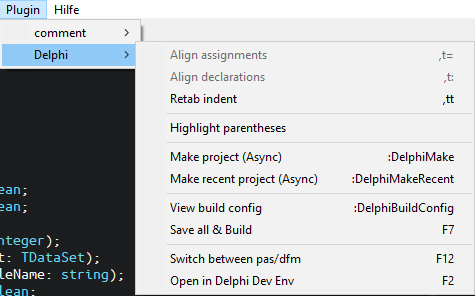 Plugin Hilfe
comment >
Delphi >
Align assignments ,t=
Align declarations ,t:
Retab indent ,tt
Highlight parentheses
Make project (Async) :DelphiMake
Make recent project (Async) :DelphiMakeRecent
View build config :DelphiBuildConfig
Save all & Build F7
Switch between pas/dfm F12
Open in Delphi Dev Env F2
ean;
ean;
nteger);
t: TDataSet);
leName: string);
lean;